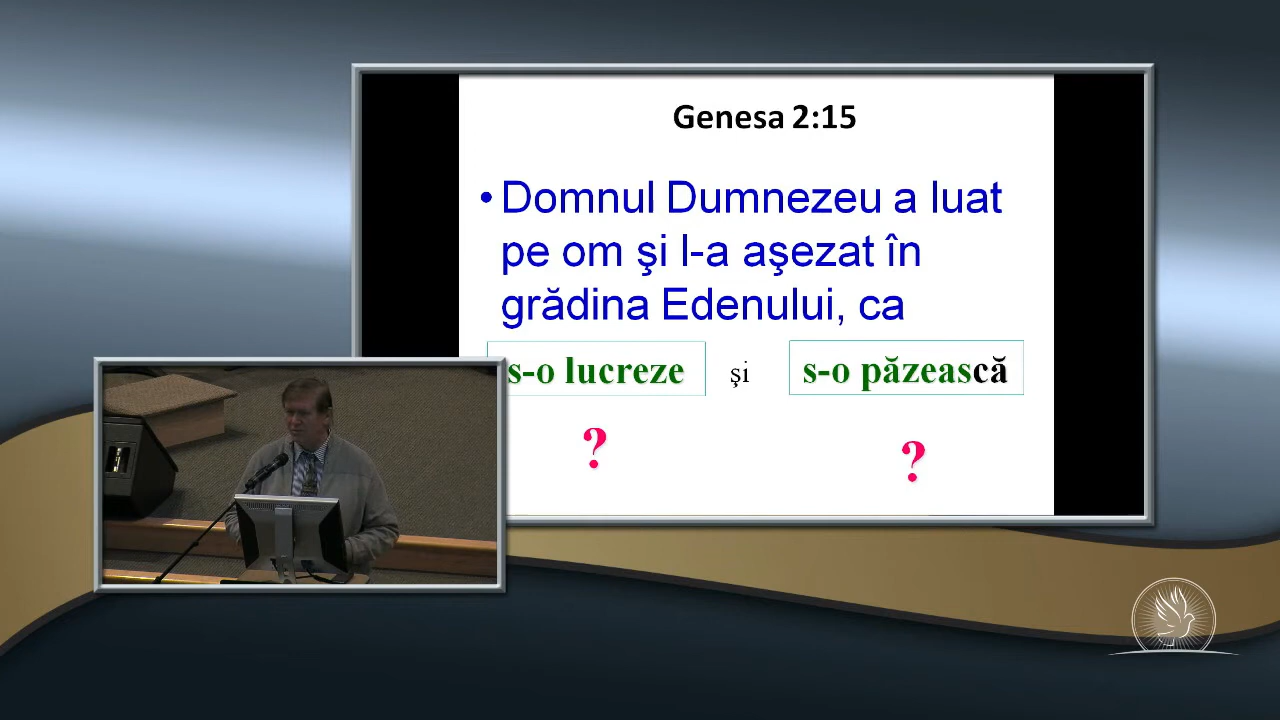 Genesa 2:15
• Domnul Dumnezeu a luat
pe om şi l-a aşezat în
grădina Edenului, ca
s-o lucreze şi s-o păzească
? ?